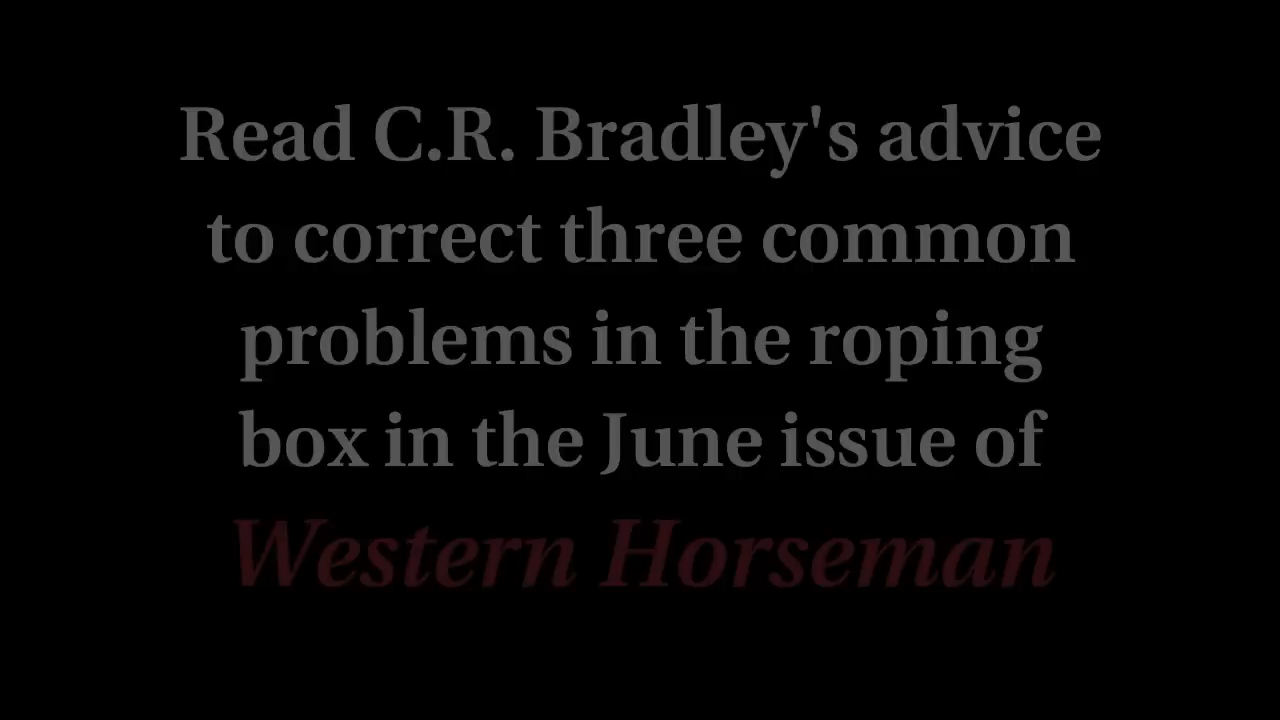 Read C.R. Bradley's advice
to correct three common
problems in the roping
box in the June issue of
Western Horseman